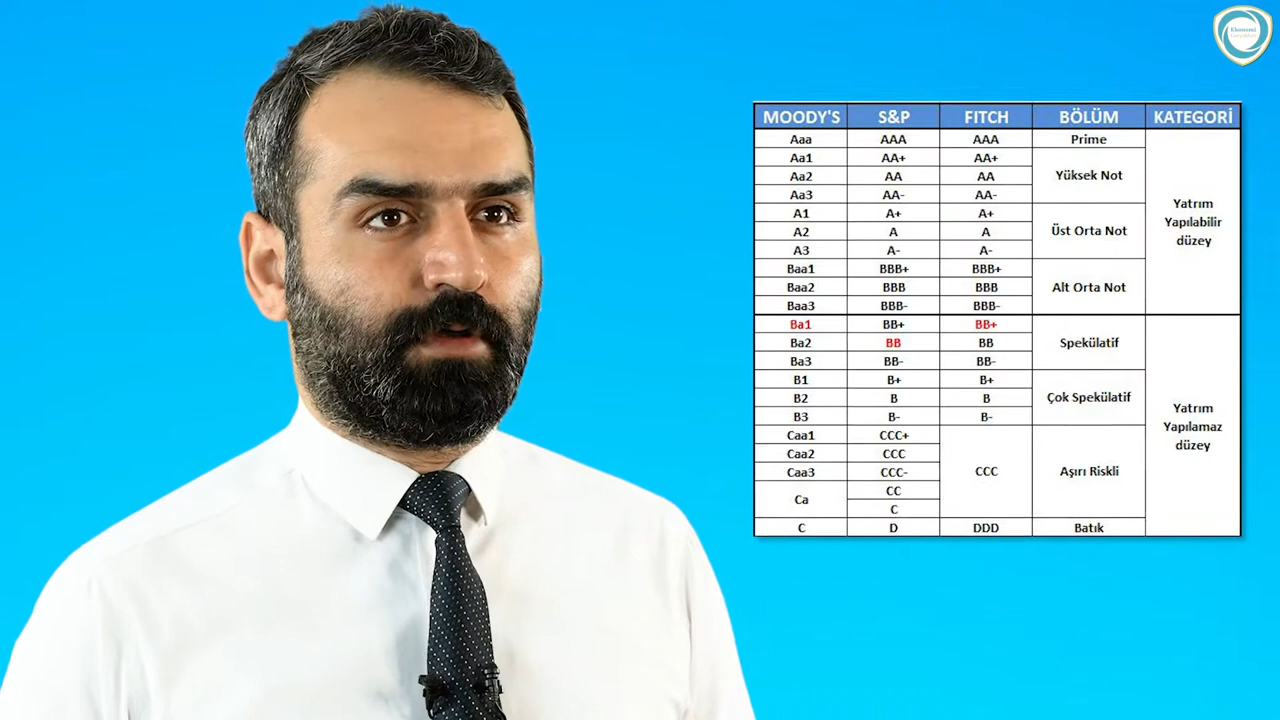 Ekonomi
MOODY'S S&P FITCH BÖLÜM KATEGORİ
Aaa AAA AAA Prime
Aa1 AA+ AA+
Aa2 AA AA Yüksek Not
Aa3 AA- AA-
Yatrım
Yapılabilir
düzey
A1 A+ A+
A2 A A Üst Orta Not
A3 A- A-
Baa1 BBB+ BBB+
Baa2 BBB BBB Alt Orta Not
Baa3 BBB- BBB-
Ba1 BB+ BB+
Ba2 BB BB Spekülatif
Ba3 BB- BB-
B1 B+ B+
B2 B B Çok Spekülatif
B3 B- B-
Yatrım
Yapılamaz
düzey
Caa1 CCC+
Caa2 CCC
Caa3 CCC- CCC Aşırı Riskli
Ca CC
C
C D DDD Batık